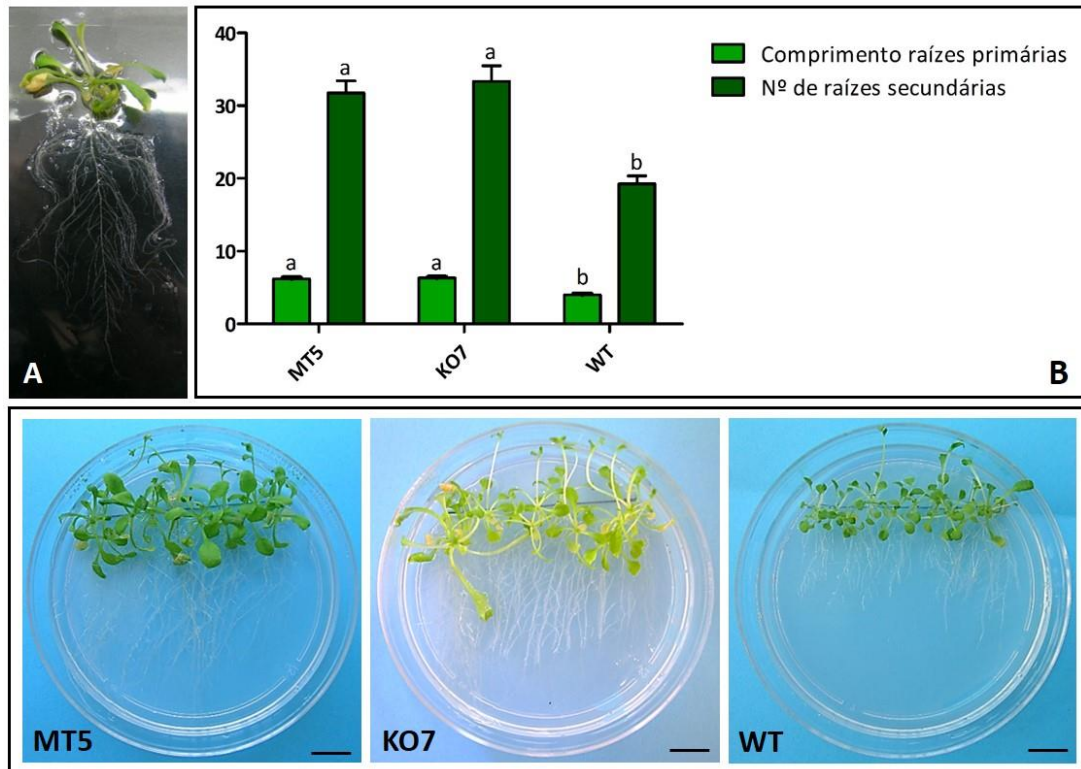 A
40
30
20
10
0
a
a
a
a
b
b
MT5
KO7
WT
Comprimento raízes primárias
Nº de raízes secundárias
B
MT5
KO7
WT